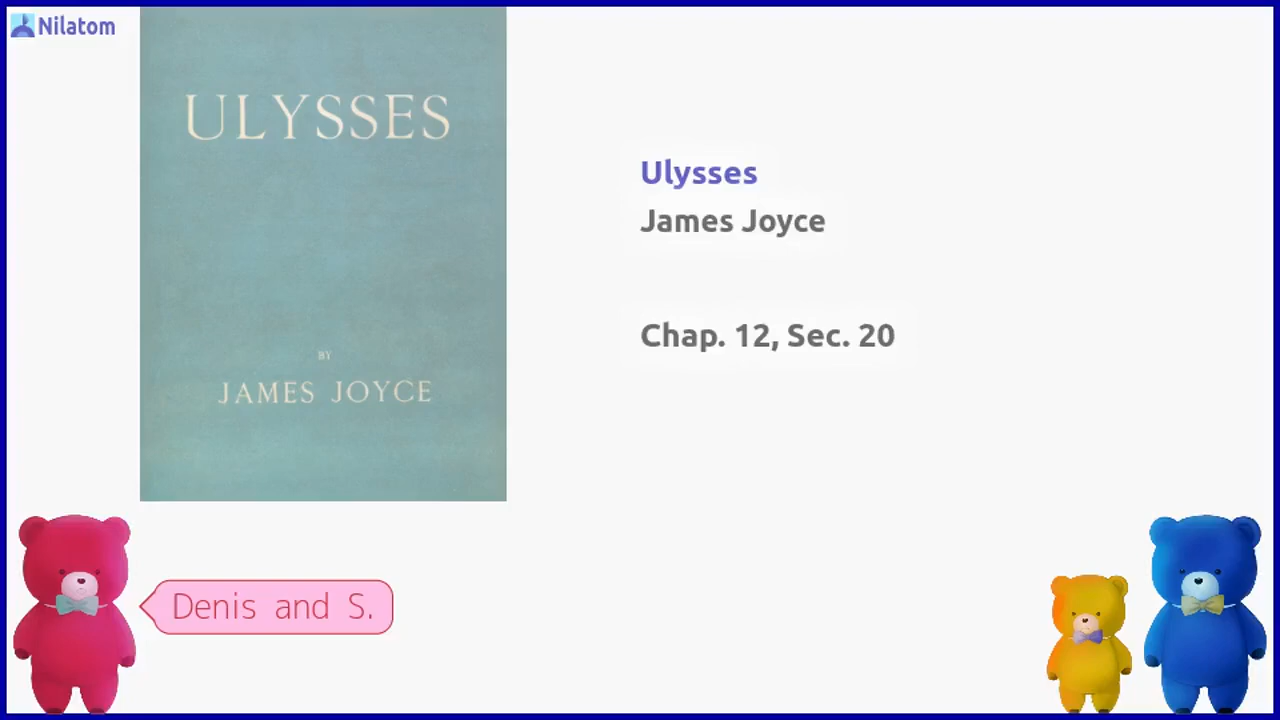 Nilatom
ULYSSES
BY
JAMES JOYCE
Ulysses
James Joyce
Chap. 12, Sec. 20
Denis and S.